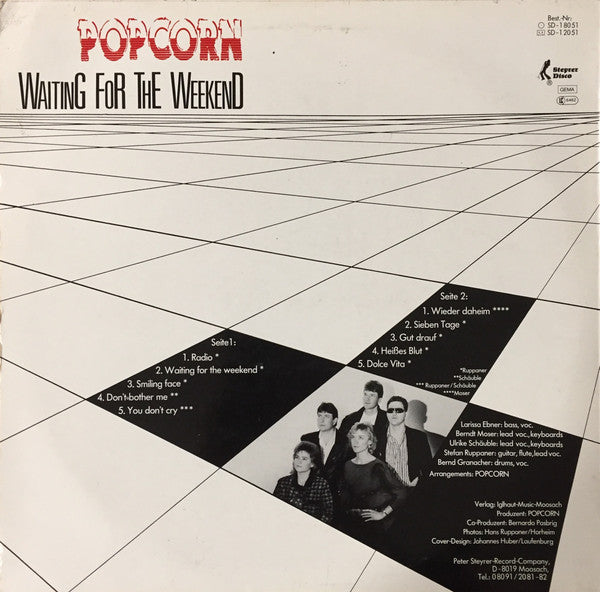 POPCORN
WAITING FOR THE WEEKEND
Best.-Nr.:
SD-18051
SD-12051
Steyrer
Disco
GEMA
LC 6462
Seite 1:
1. Radio *
2. Waiting for the weekend *
3. Smiling face *
4. Don't-bother me **
5. You don't cry ***
Seite 2:
1. Wieder daheim ****
2. Sieben Tage *
3. Gut drauf *
4. Heißes Blut *
5. Dolce Vita *
*Ruppaner
**Schäuble
*** Ruppaner / Schäuble
****Moser
Larissa Ebner: bass, voc.
Berndt Moser: lead voc., keyboards
Ulrike Schäuble: lead voc., keyboards
Stefan Ruppaner: guitar, flute, lead voc.
Bernd Granacher: drums, voc.
Arrangements: POPCORN
Verlag: Iglhaut-Music-Moosach
Produzent: POPCORN
Co-Produzent: Bernardo Posbrig
Photos: Hans Ruppaner/Horheim
Cover-Design: Johannes Huber/Laufenburg
Peter Steyrer-Record-Company,
D - 8019 Moosach,
Tel.: 08091 / 2081 - 82